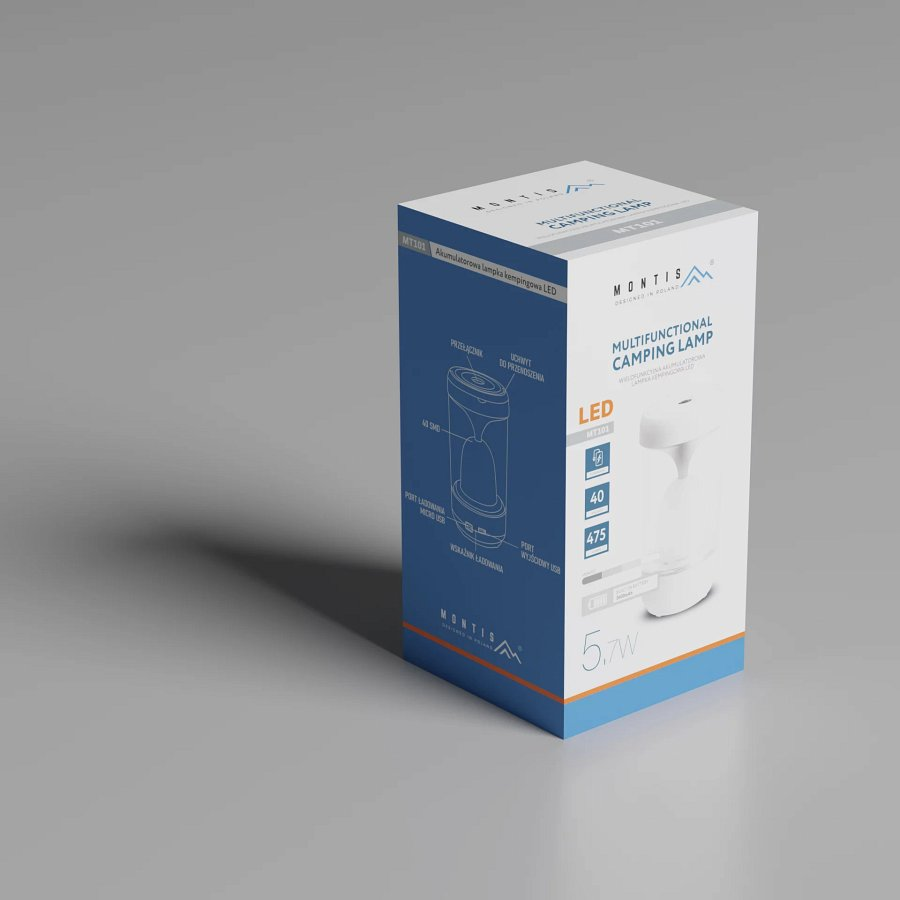 MONTIS®
DESIGNED IN POLAND
MULTIFUNCTIONAL
CAMPING LAMP
MT101
MT101
Akumulatorowa lampka kempingowa LED
PRZEŁĄCZNIK
UCHWYT
DO PRZENOSZENIA
40 SMD
PORT ŁADOWANIA
MICRO USB
PORT
WYJŚCIOWY USB
WSKAŹNIK ŁADOWANIA
MONTIS®
DESIGNED IN POLAND
MONTIS®
DESIGNED IN POLAND
MULTIFUNCTIONAL
CAMPING LAMP
WIELOFUNKCYJNA AKUMULATOROWA
LAMPKA KEMPINGOWA LED
LED
MT101
40
475
5,7W